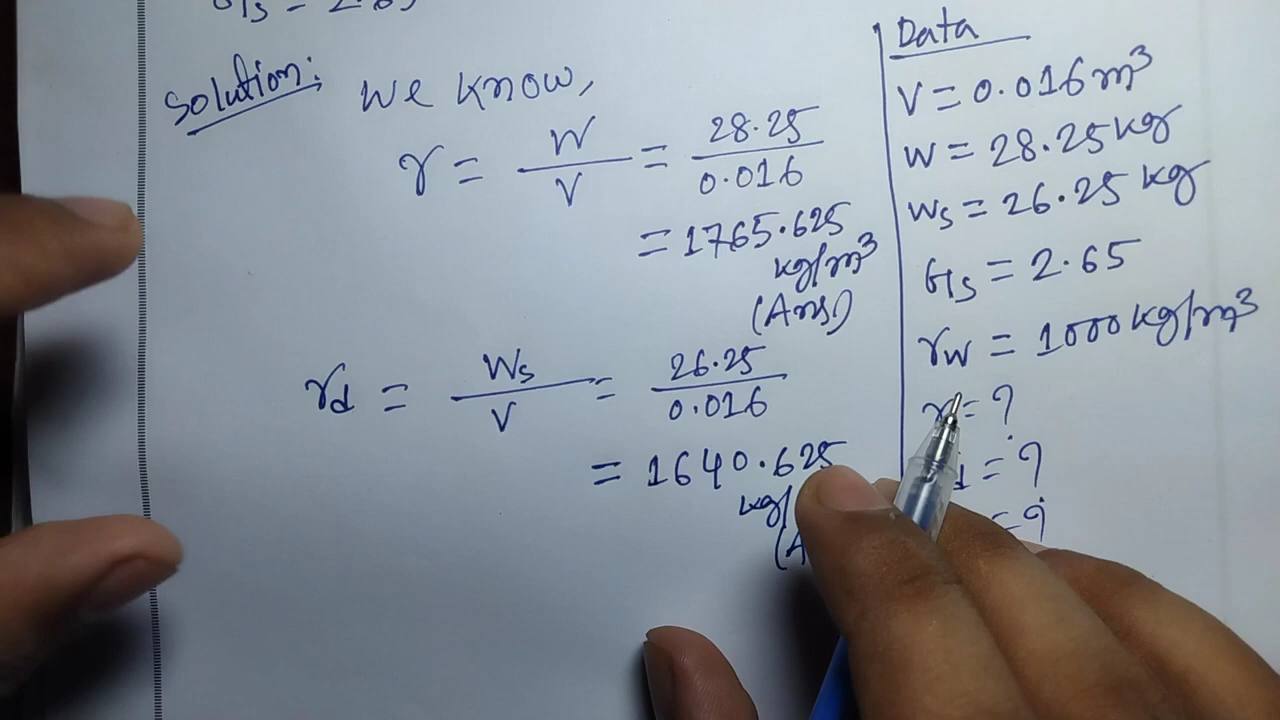 Solution: We know,
γ = W/V = 28.25/0.016
= 1765.625
kg/m³
(Ans)
γd = Ws/V = 26.25/0.016
= 1640.625
kg/
Data
V = 0.016 m³
W = 28.25 kg
Ws = 26.25 kg
Gs = 2.65
γw = 1000 kg/m³
γ = ?
= ?
= ?